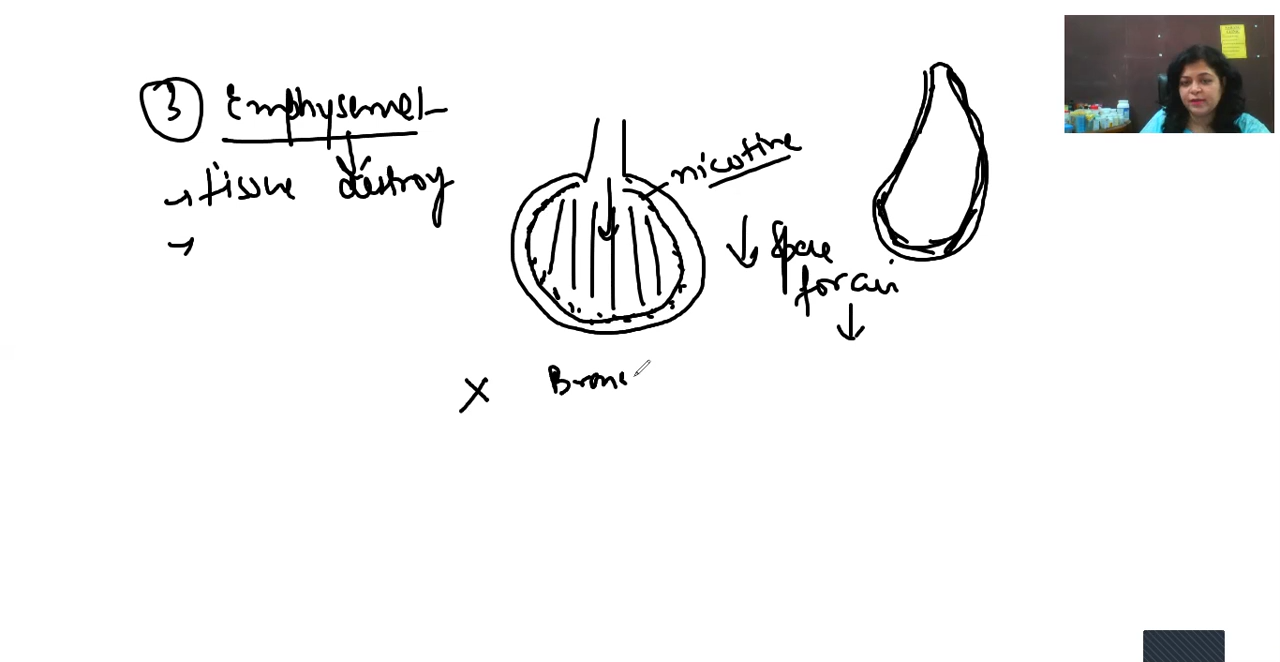 3 Emphysema
→ tissue destroy
→
nicotine
↓ Space
for air
↓
X Bronc